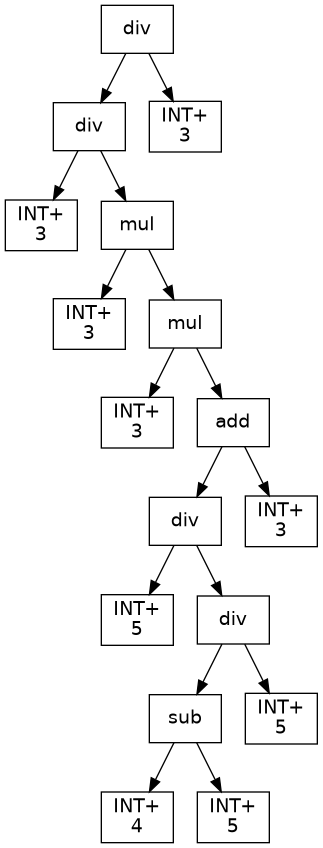 div
div
INT+
3
INT+
3
mul
INT+
3
mul
INT+
3
add
div
INT+
3
INT+
5
div
sub
INT+
5
INT+
4
INT+
5